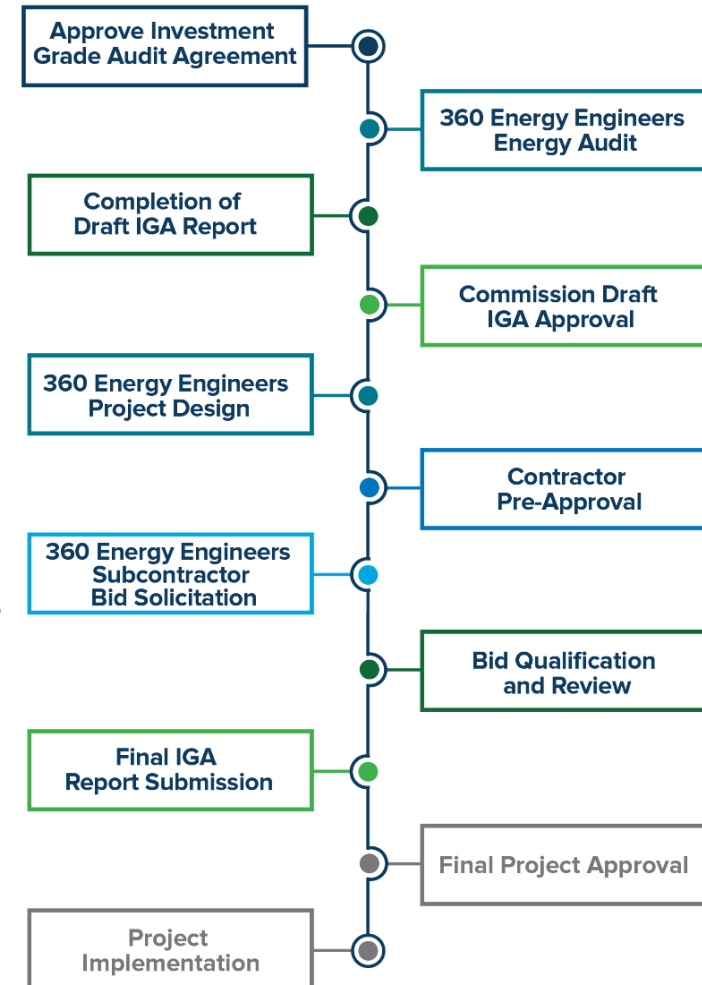 Approve Investment
Grade Audit Agreement
360 Energy Engineers
Energy Audit
Completion of
Draft IGA Report
Commission Draft
IGA Approval
360 Energy Engineers
Project Design
Contractor
Pre-Approval
360 Energy Engineers
Subcontractor
Bid Solicitation
Bid Qualification
and Review
Final IGA
Report Submission
Final Project Approval
Project
Implementation